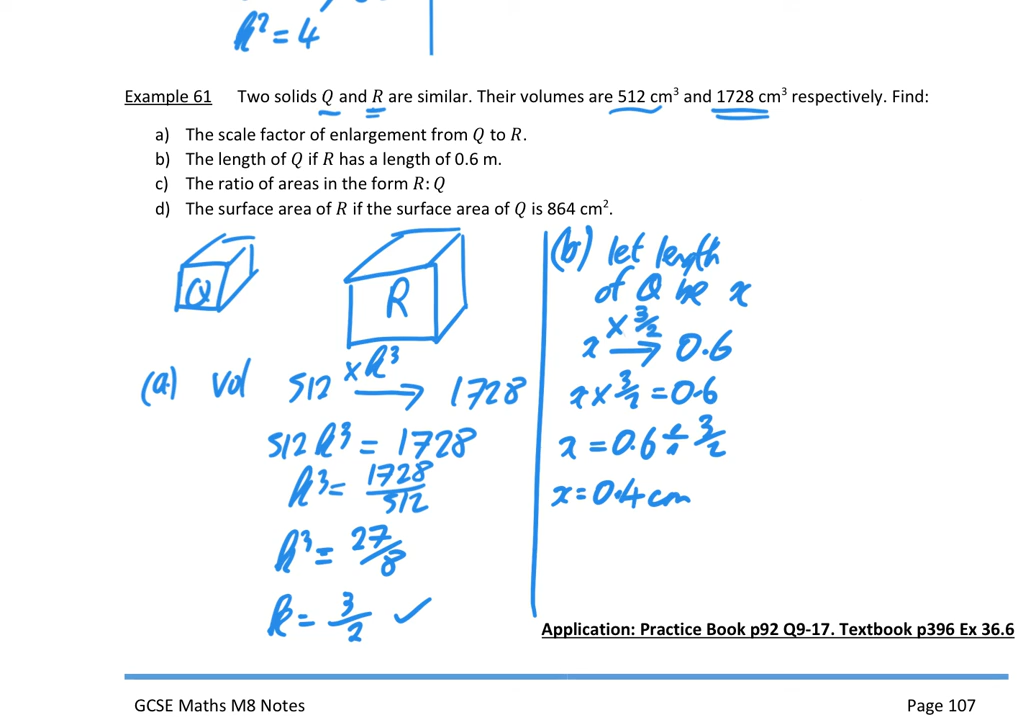 k² = 4
Example 61 Two solids Q and R are similar. Their volumes are 512 cm³ and 1728 cm³ respectively. Find:
a) The scale factor of enlargement from Q to R.
b) The length of Q if R has a length of 0.6 m.
c) The ratio of areas in the form R: Q
d) The surface area of R if the surface area of Q is 864 cm².
Q
R
(a) Vol 512 ×k³ → 1728
512 k³ = 1728
k³ = 1728/512
k³ = 27/8
k = 3/2 ✓
(b) let length
of Q be x
x ×3/2 → 0.6
x × 3/2 = 0.6
x = 0.6 ÷ 3/2
x = 0.4 cm
Application: Practice Book p92 Q9-17. Textbook p396 Ex 36.6
GCSE Maths M8 Notes
Page 107